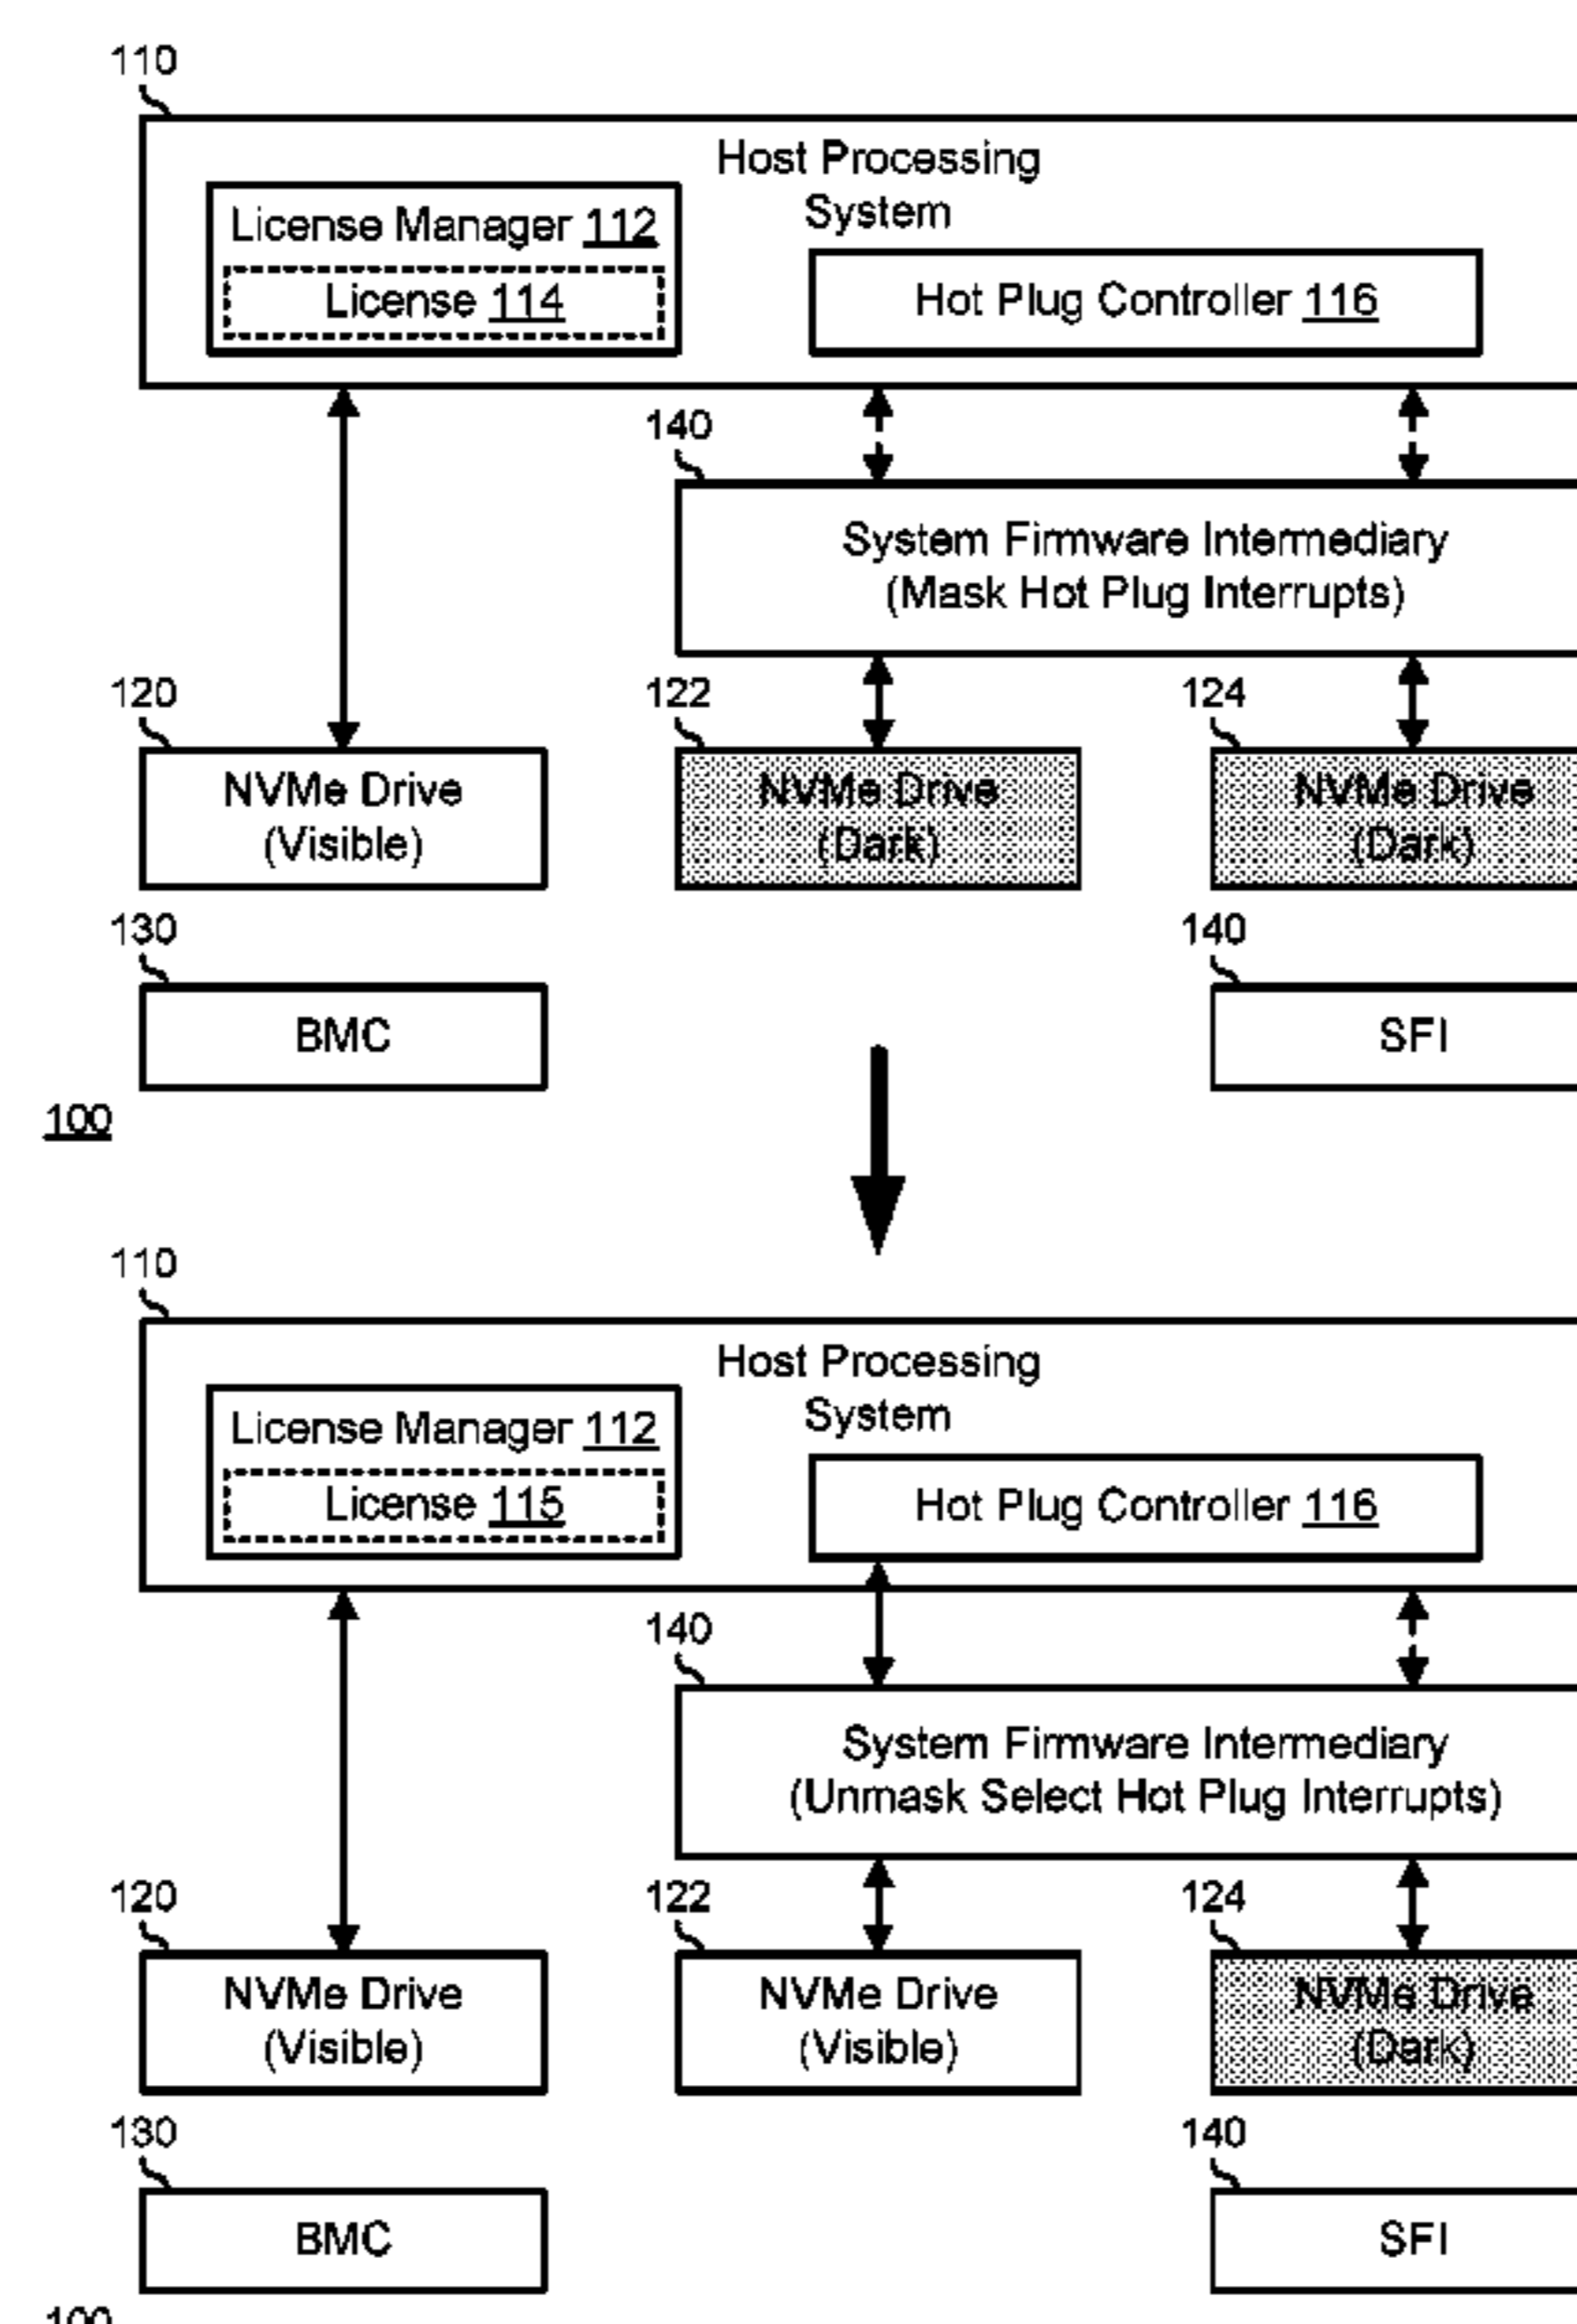 110
Host Processing
System
License Manager 112
License 114
Hot Plug Controller 116
140
System Firmware Intermediary
(Mask Hot Plug Interrupts)
120
122
124
NVMe Drive
(Visible)
NVMe Drive
(Dark)
NVMe Drive
(Dark)
130
140
BMC
SFI
100
110
Host Processing
System
License Manager 112
License 115
Hot Plug Controller 116
140
System Firmware Intermediary
(Unmask Select Hot Plug Interrupts)
120
122
124
NVMe Drive
(Visible)
NVMe Drive
(Visible)
NVMe Drive
(Dark)
130
140
BMC
SFI
100